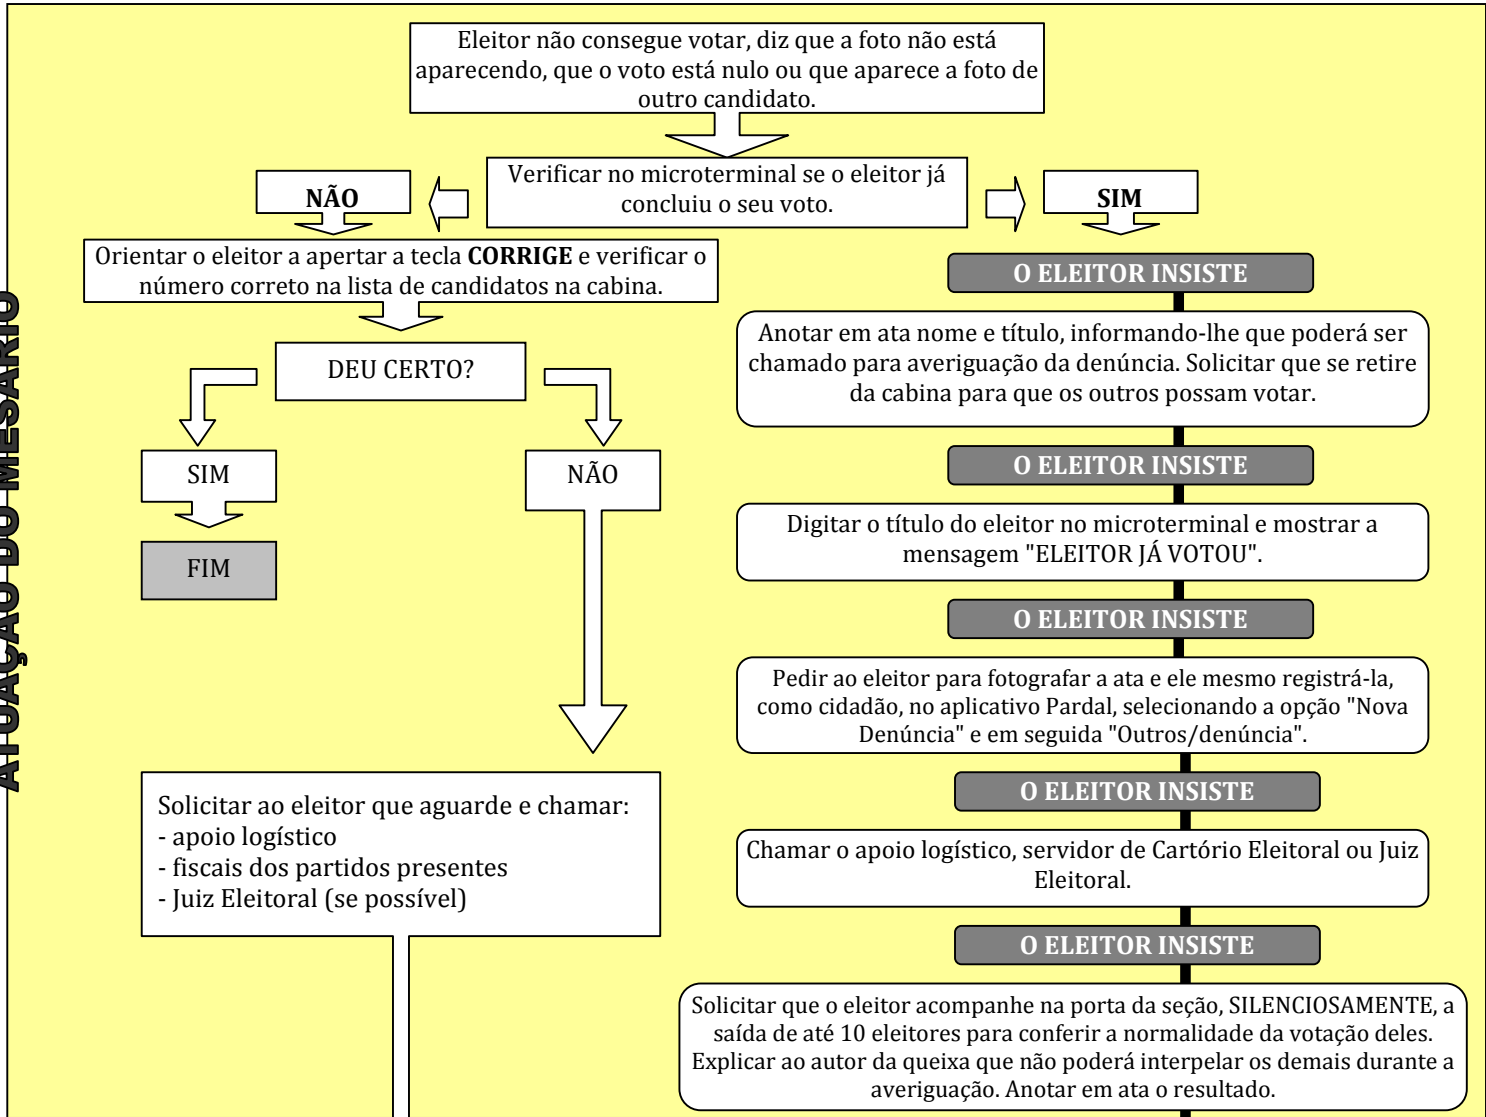 Eleitor não consegue votar, diz que a foto não está
aparecendo, que o voto está nulo ou que aparece a foto de
outro candidato.
Verificar no microterminal se o eleitor já
concluiu o seu voto.
NÃO
SIM
Orientar o eleitor a apertar a tecla CORRIGE e verificar o
número correto na lista de candidatos na cabina.
DEU CERTO?
SIM
NÃO
FIM
Solicitar ao eleitor que aguarde e chamar:
- apoio logístico
- fiscais dos partidos presentes
- Juiz Eleitoral (se possível)
O ELEITOR INSISTE
Anotar em ata nome e título, informando-lhe que poderá ser
chamado para averiguação da denúncia. Solicitar que se retire
da cabina para que os outros possam votar.
O ELEITOR INSISTE
Digitar o título do eleitor no microterminal e mostrar a
mensagem "ELEITOR JÁ VOTOU".
O ELEITOR INSISTE
Pedir ao eleitor para fotografar a ata e ele mesmo registrá-la,
como cidadão, no aplicativo Pardal, selecionando a opção "Nova
Denúncia" e em seguida "Outros/denúncia".
O ELEITOR INSISTE
Chamar o apoio logístico, servidor de Cartório Eleitoral ou Juiz
Eleitoral.
O ELEITOR INSISTE
Solicitar que o eleitor acompanhe na porta da seção, SILENCIOSAMENTE, a
saída de até 10 eleitores para conferir a normalidade da votação deles.
Explicar ao autor da queixa que não poderá interpelar os demais durante a
averiguação. Anotar em ata o resultado.
ATUAÇÃO DO MESÁRIO